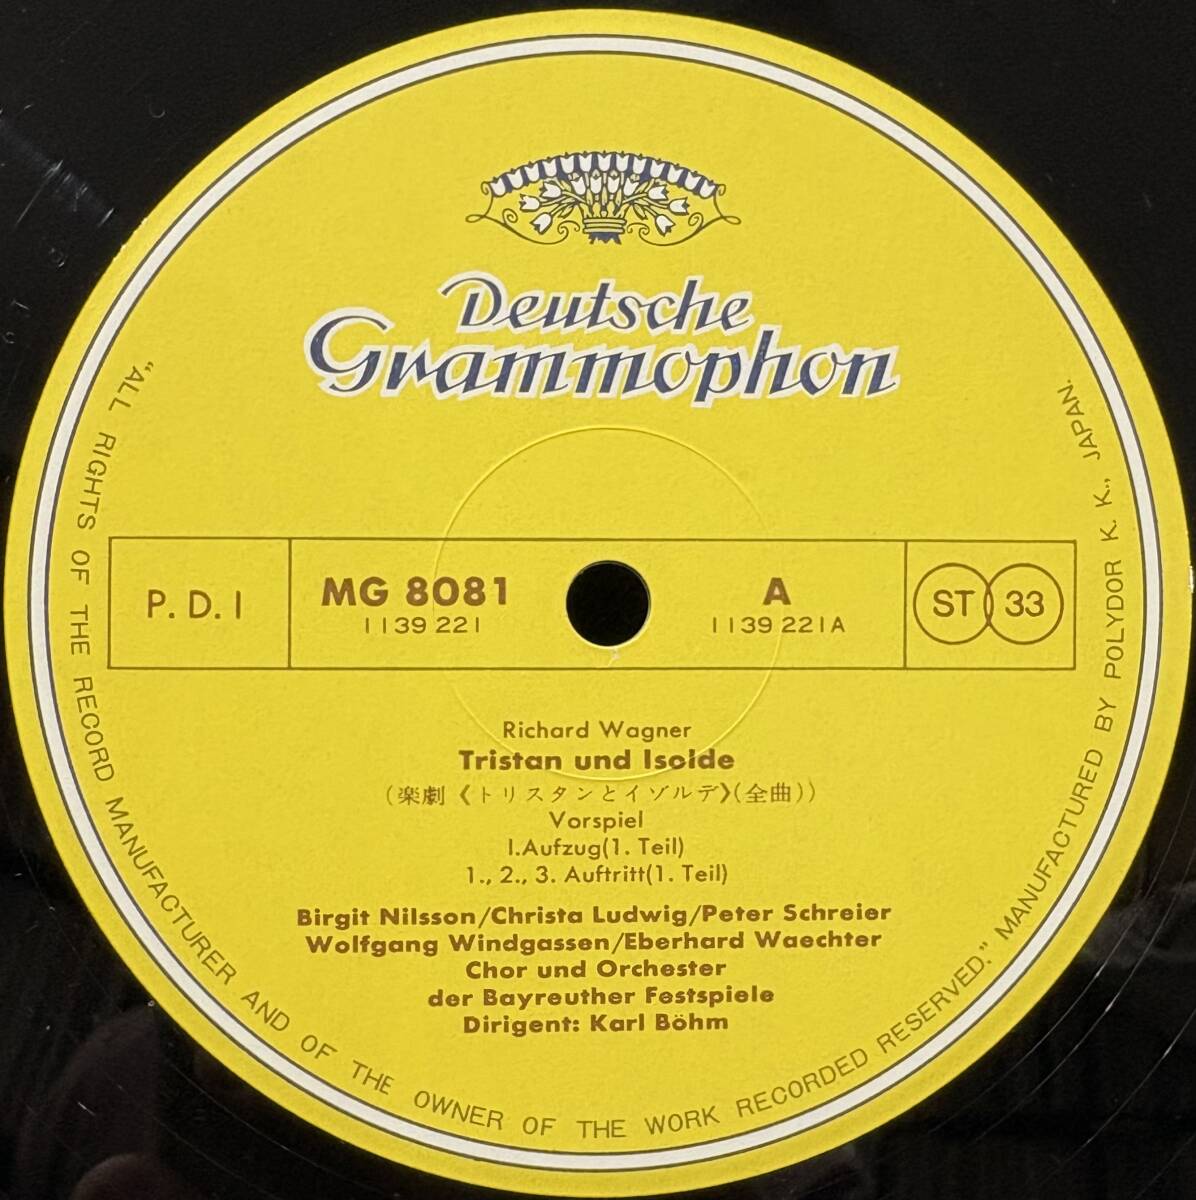 Deutsche
Grammophon
P. D. I
MG 8081
1139 221
A
1139 221A
ST 33
Richard Wagner
Tristan und Isolde
(楽劇《トリスタンとイゾルデ》(全曲))
Vorspiel
I.Aufzug(1. Teil)
1., 2., 3. Auftritt(1. Teil)
Birgit Nilsson/Christa Ludwig/Peter Schreier
Wolfgang Windgassen/Eberhard Waechter
Chor und Orchester
der Bayreuther Festspiele
Dirigent: Karl Böhm
"ALL RIGHTS OF THE RECORD MANUFACTURER AND OF THE OWNER OF THE WORK RECORDED RESERVED." MANUFACTURED BY POLYDOR K. K., JAPAN.